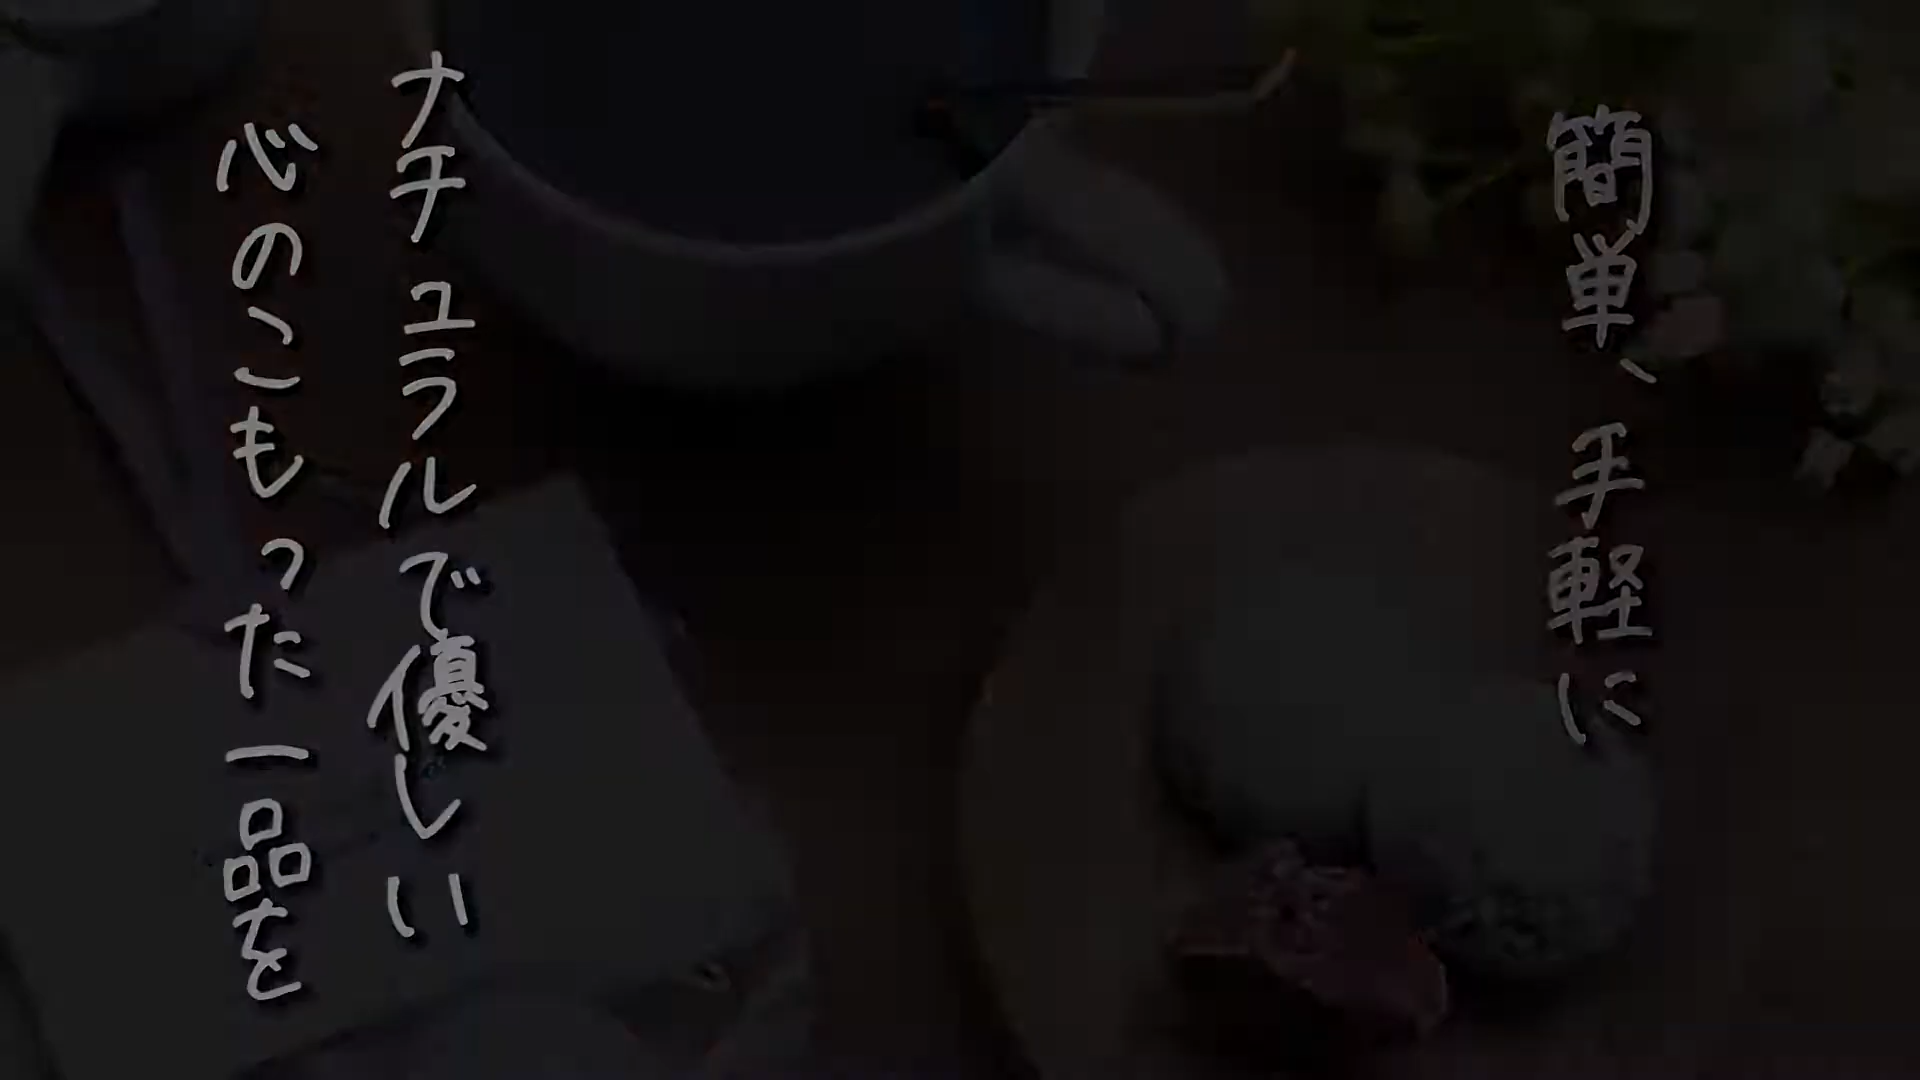 簡単、手軽に
ナチュラルで優しい
心のこもった一品を